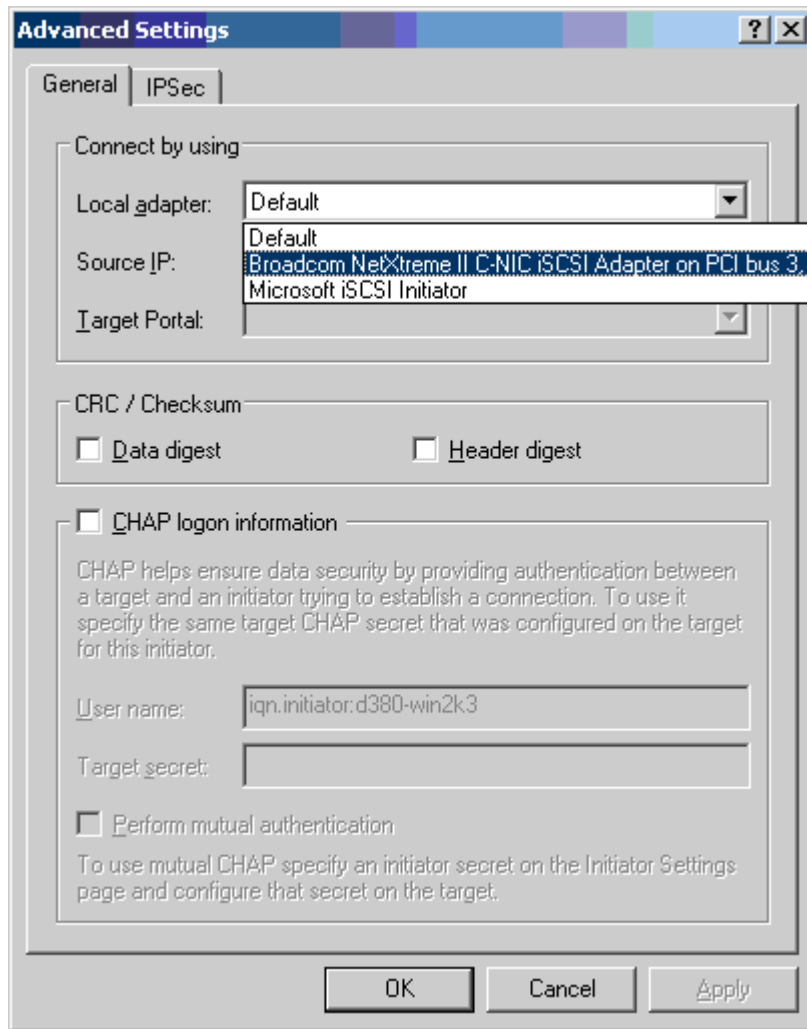 Advanced Settings
General
IPSec
Connect by using
Local adapter:
Default
Default
Source IP:
Broadcom NetXtreme II C-NIC iSCSI Adapter on PCI bus 3,
Microsoft iSCSI Initiator
Target Portal:
CRC / Checksum
Data digest
Header digest
CHAP logon information
CHAP helps ensure data security by providing authentication between
a target and an initiator trying to establish a connection. To use it
specify the same target CHAP secret that was configured on the target
for this initiator.
User name:
iqn.initiator:d380-win2k3
Target secret:
Perform mutual authentication
To use mutual CHAP specify an initiator secret on the Initiator Settings
page and configure that secret on the target.
OK
Cancel
Apply